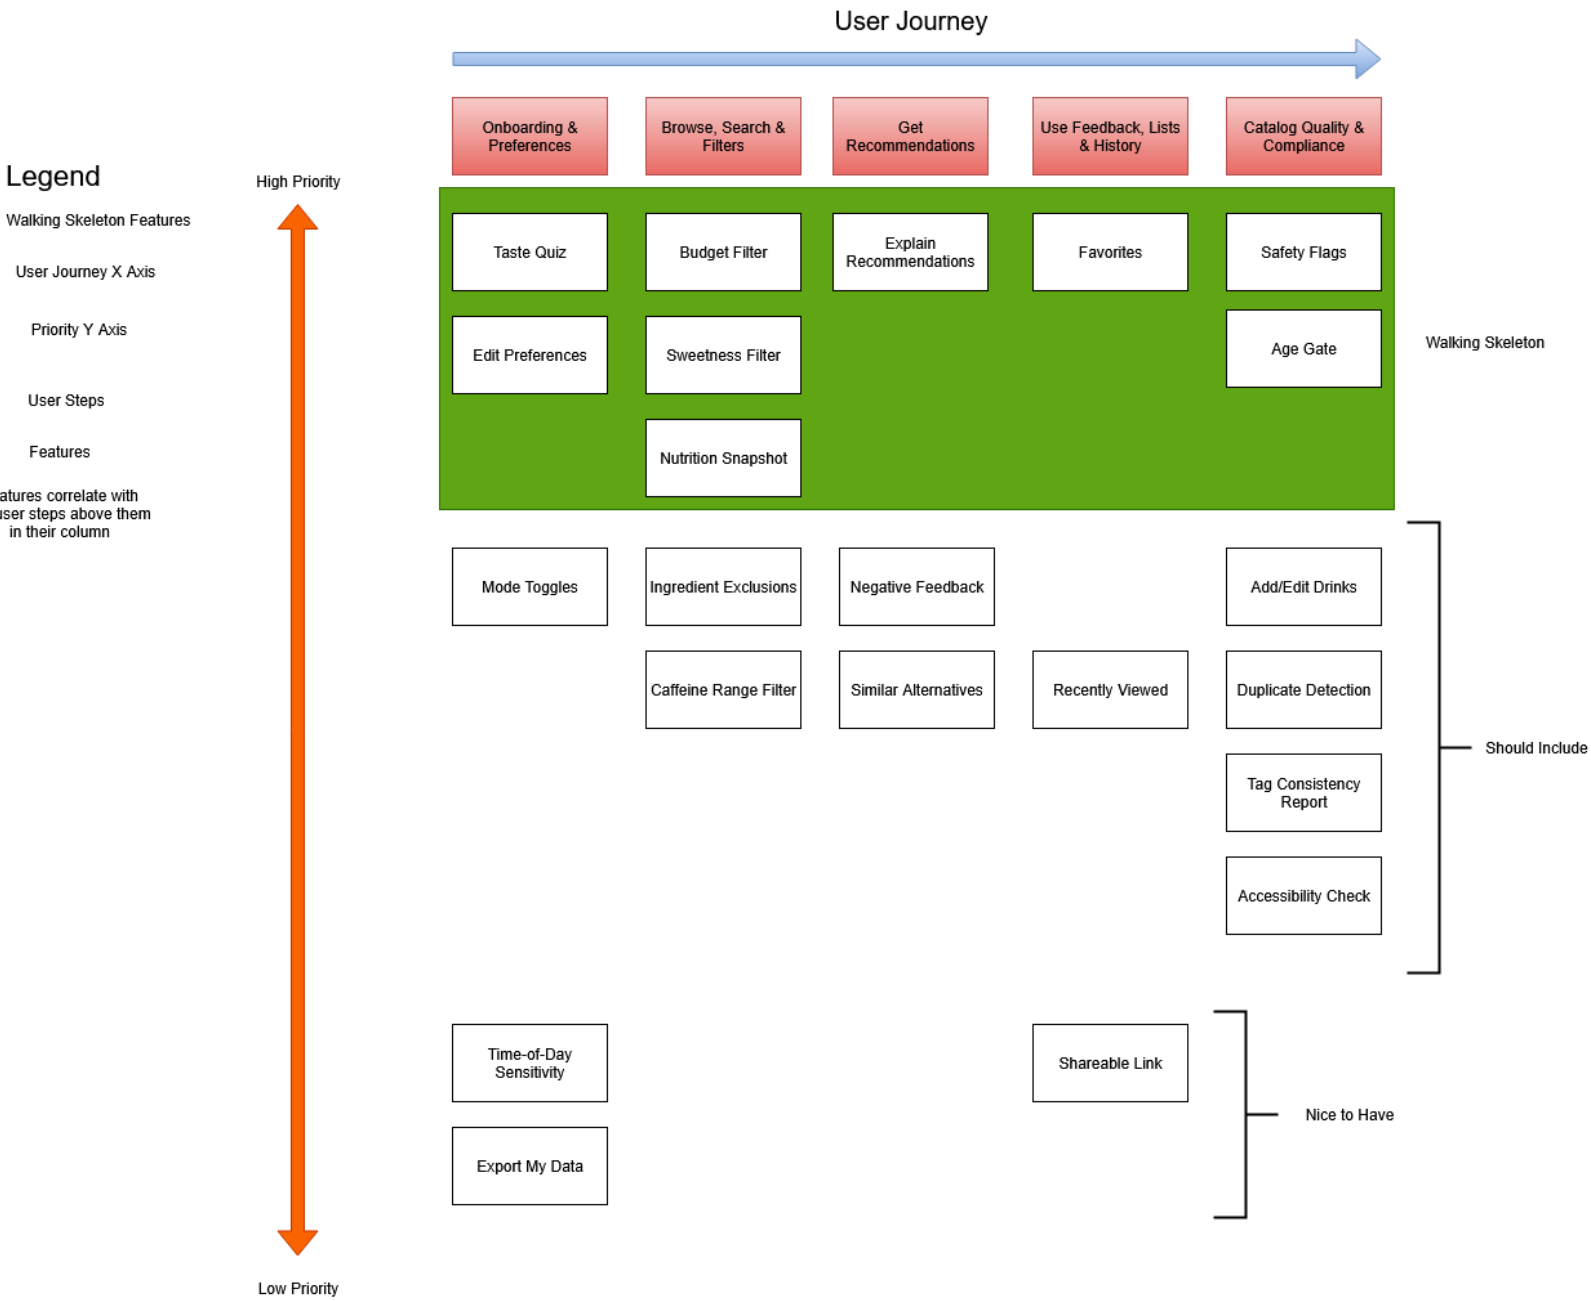 User Journey
Onboarding &
Preferences
Browse, Search &
Filters
Get
Recommendations
Use Feedback, Lists
& History
Catalog Quality &
Compliance
Legend
Walking Skeleton Features
User Journey X Axis
Priority Y Axis
User Steps
Features
atures correlate with
user steps above them
in their column
High Priority
Taste Quiz
Budget Filter
Explain
Recommendations
Favorites
Safety Flags
Edit Preferences
Sweetness Filter
Age Gate
Walking Skeleton
Nutrition Snapshot
Mode Toggles
Ingredient Exclusions
Negative Feedback
Add/Edit Drinks
Caffeine Range Filter
Similar Alternatives
Recently Viewed
Duplicate Detection
Should Include
Tag Consistency
Report
Accessibility Check
Time-of-Day
Sensitivity
Shareable Link
Nice to Have
Export My Data
Low Priority